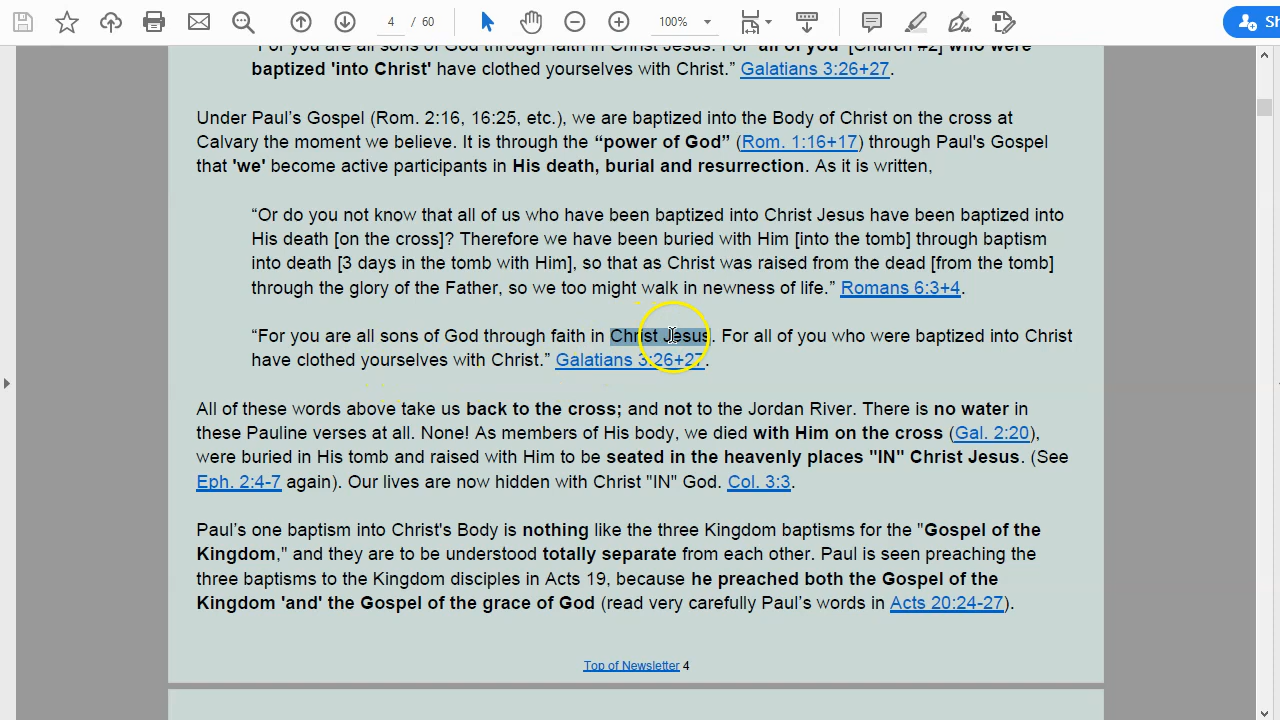 4 / 60 100% Sh
"For you are all sons of God through faith in Christ Jesus. For "all of you" [Church #2] who were
baptized 'into Christ' have clothed yourselves with Christ." Galatians 3:26+27.
Under Paul's Gospel (Rom. 2:16, 16:25, etc.), we are baptized into the Body of Christ on the cross at
Calvary the moment we believe. It is through the “power of God” (Rom. 1:16+17) through Paul's Gospel
that 'we' become active participants in His death, burial and resurrection. As it is written,
“Or do you not know that all of us who have been baptized into Christ Jesus have been baptized into
His death [on the cross]? Therefore we have been buried with Him [into the tomb] through baptism
into death [3 days in the tomb with Him], so that as Christ was raised from the dead [from the tomb]
through the glory of the Father, so we too might walk in newness of life.” Romans 6:3+4.
“For you are all sons of God through faith in Christ Jesus. For all of you who were baptized into Christ
have clothed yourselves with Christ.” Galatians 3:26+27.
All of these words above take us back to the cross; and not to the Jordan River. There is no water in
these Pauline verses at all. None! As members of His body, we died with Him on the cross (Gal. 2:20),
were buried in His tomb and raised with Him to be seated in the heavenly places "IN" Christ Jesus. (See
Eph. 2:4-7 again). Our lives are now hidden with Christ "IN" God. Col. 3:3.
Paul’s one baptism into Christ's Body is nothing like the three Kingdom baptisms for the "Gospel of the
Kingdom," and they are to be understood totally separate from each other. Paul is seen preaching the
three baptisms to the Kingdom disciples in Acts 19, because he preached both the Gospel of the
Kingdom 'and' the Gospel of the grace of God (read very carefully Paul’s words in Acts 20:24-27).
Top of Newsletter 4